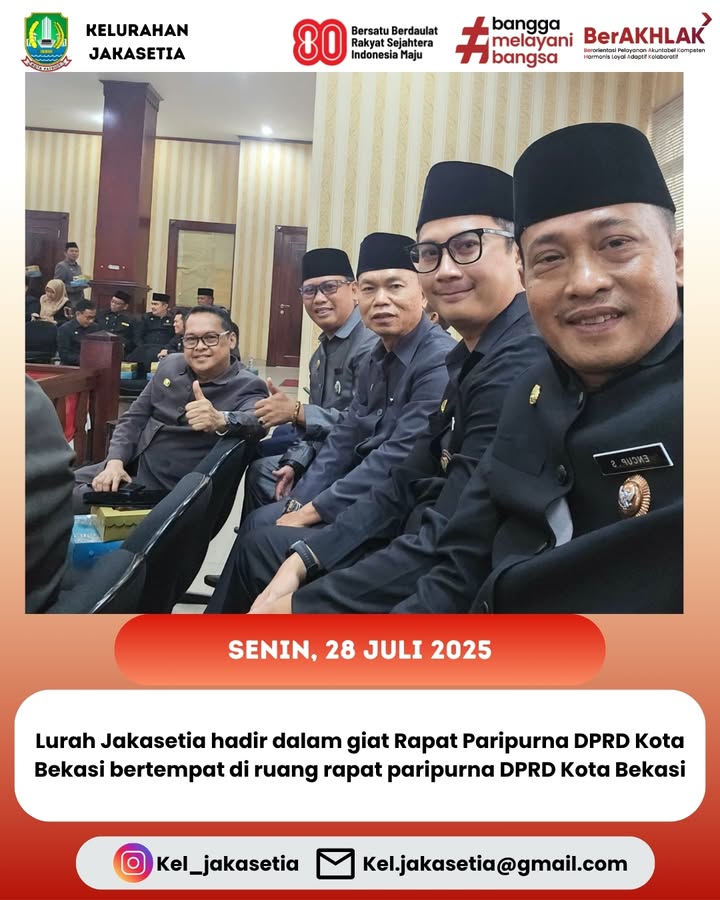 KELURAHAN
JAKASETIA
KOTA BEKASI
80
Bersatu Berdaulat
Rakyat Sejahtera
Indonesia Maju
#bangga
melayani
bangsa
BerAKHLAK
Berorientasi Pelayanan Akuntabel Kompeten
Harmonis Loyal Adaptif Kolaboratif
ENCUP. S
SENIN, 28 JULI 2025
Lurah Jakasetia hadir dalam giat Rapat Paripurna DPRD Kota
Bekasi bertempat di ruang rapat paripurna DPRD Kota Bekasi
Kel_jakasetia
Kel.jakasetia@gmail.com